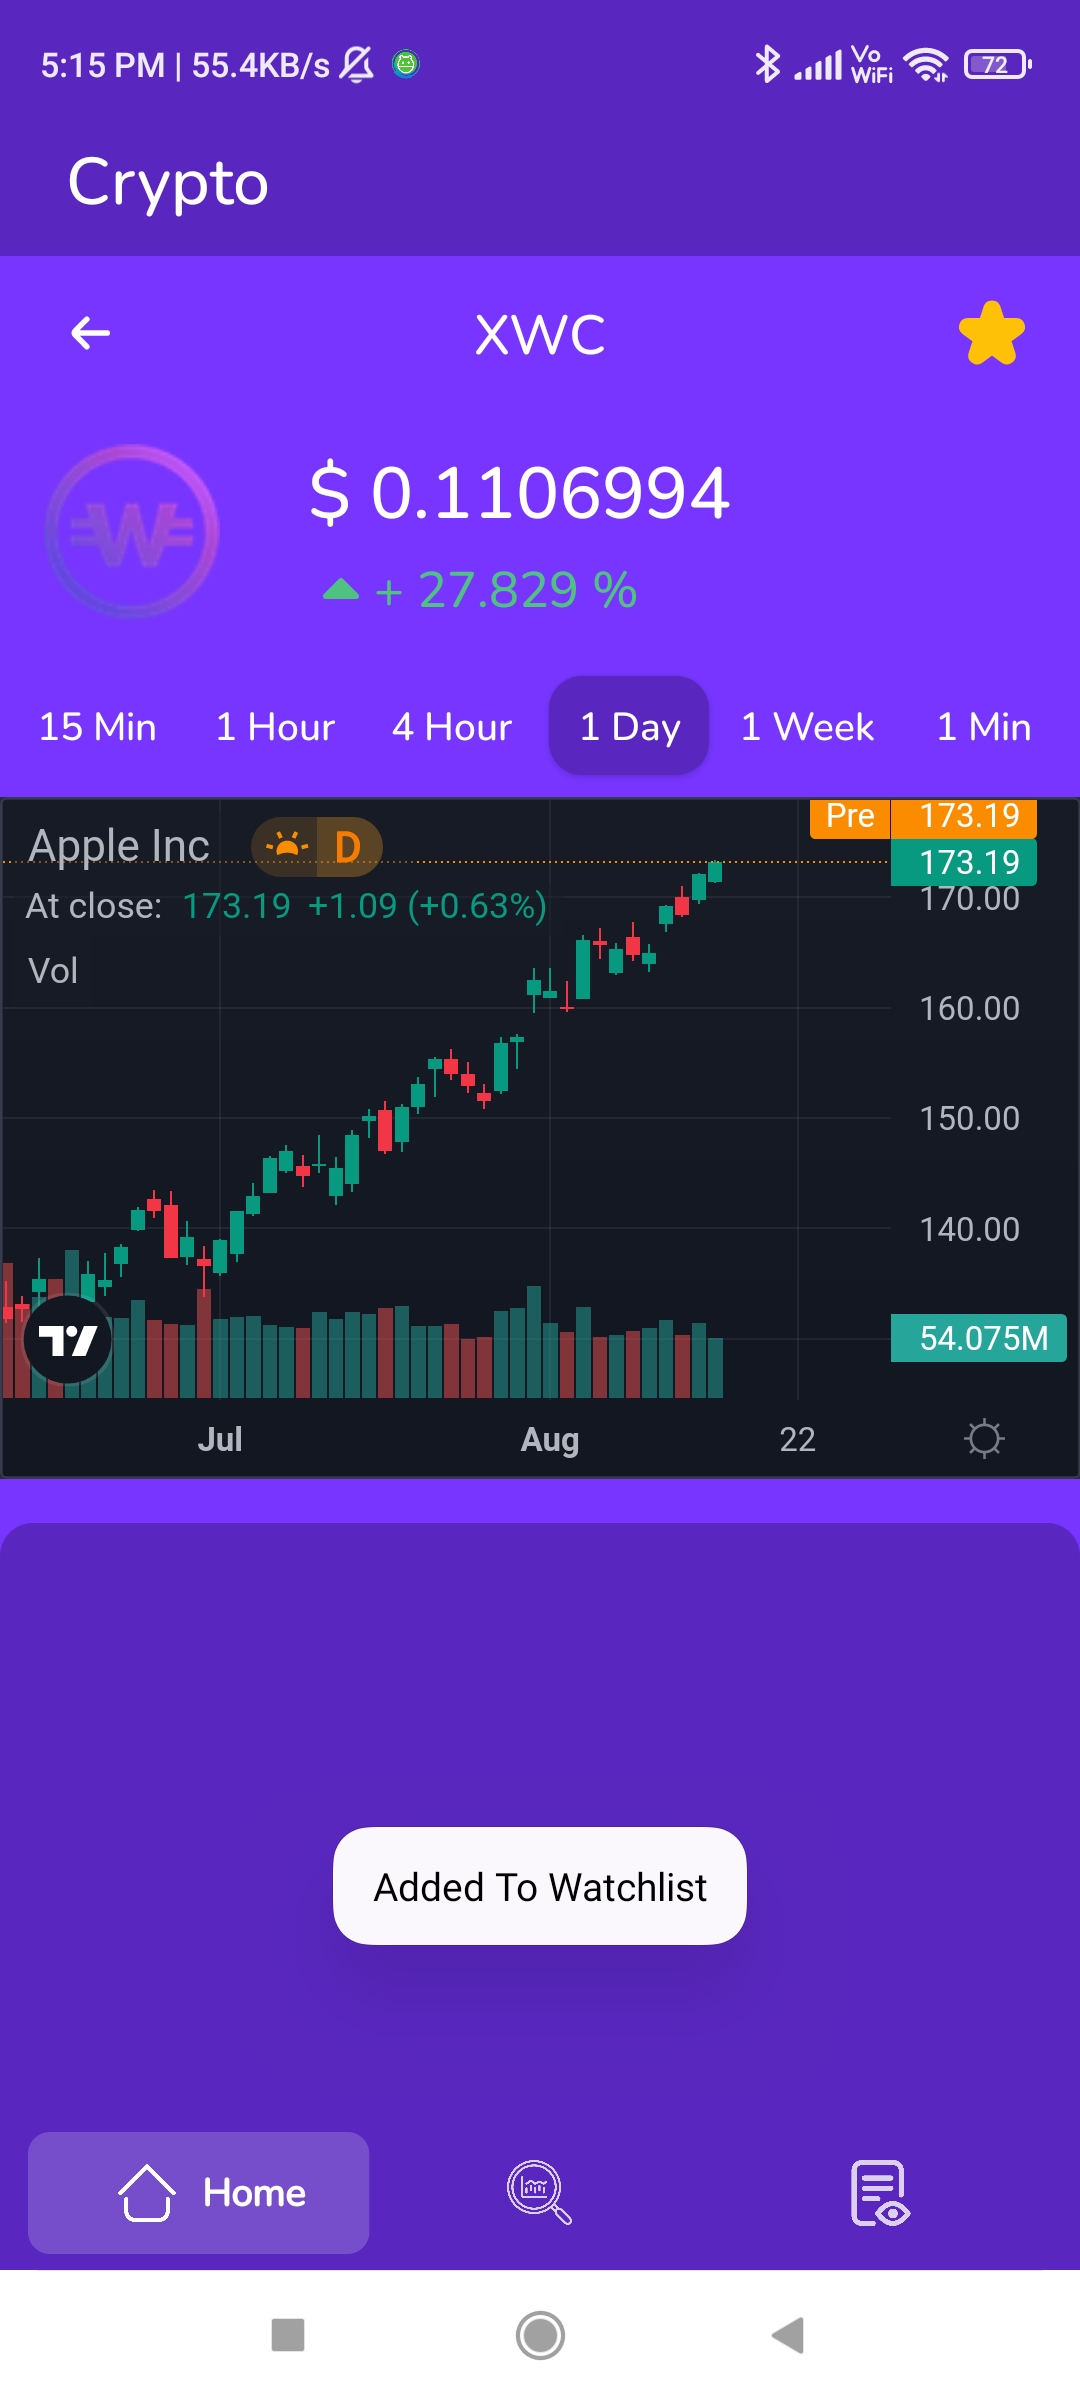 5:15 PM | 55.4KB/s
Vo
WiFi
72
Crypto
XWC
W
$ 0.1106994
+ 27.829 %
15 Min 1 Hour 4 Hour 1 Day 1 Week 1 Min
Pre 173.19
Apple Inc D
173.19
At close: 173.19 +1.09 (+0.63%)
170.00
Vol
160.00
150.00
140.00
54.075M
Jul Aug 22
Added To Watchlist
Home